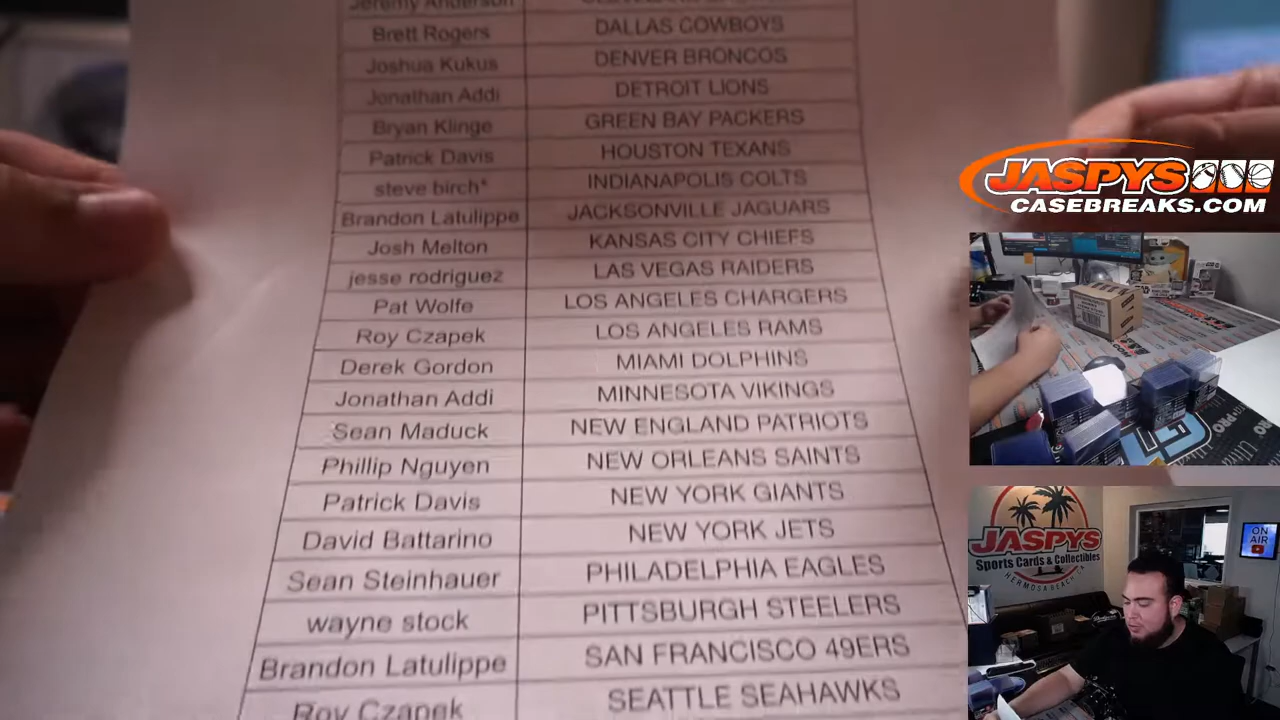 Jeremy Anderson
Brett Rogers DALLAS COWBOYS
Joshua Kukus DENVER BRONCOS
Jonathan Addi DETROIT LIONS
Bryan Klinge GREEN BAY PACKERS
Patrick Davis HOUSTON TEXANS
steve birch* INDIANAPOLIS COLTS
Brandon Latulippe JACKSONVILLE JAGUARS
Josh Melton KANSAS CITY CHIEFS
jesse rodriguez LAS VEGAS RAIDERS
Pat Wolfe LOS ANGELES CHARGERS
Roy Czapek LOS ANGELES RAMS
Derek Gordon MIAMI DOLPHINS
Jonathan Addi MINNESOTA VIKINGS
Sean Maduck NEW ENGLAND PATRIOTS
Phillip Nguyen NEW ORLEANS SAINTS
Patrick Davis NEW YORK GIANTS
David Battarino NEW YORK JETS
Sean Steinhauer PHILADELPHIA EAGLES
wayne stock PITTSBURGH STEELERS
Brandon Latulippe SAN FRANCISCO 49ERS
Roy Czapek SEATTLE SEAHAWKS
JASPYS
CASEBREAKS.COM
JASPYS
Sports Cards & Collectibles
HERMOSA BEACH, CA
ON
AIR